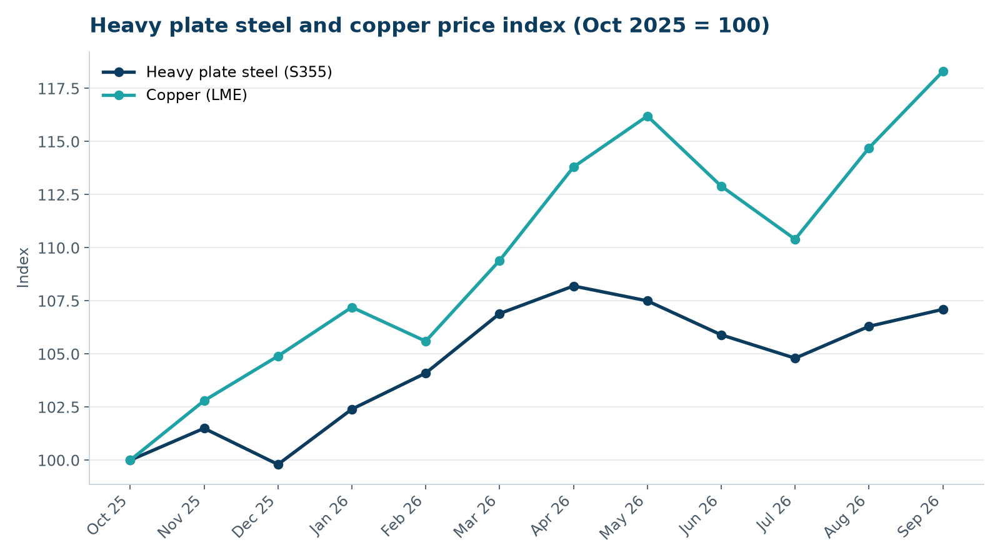 Heavy plate steel and copper price index (Oct 2025 = 100)
Heavy plate steel (S355)
Copper (LME)
Index
117.5
115.0
112.5
110.0
107.5
105.0
102.5
100.0
Oct 25
Nov 25
Dec 25
Jan 26
Feb 26
Mar 26
Apr 26
May 26
Jun 26
Jul 26
Aug 26
Sep 26